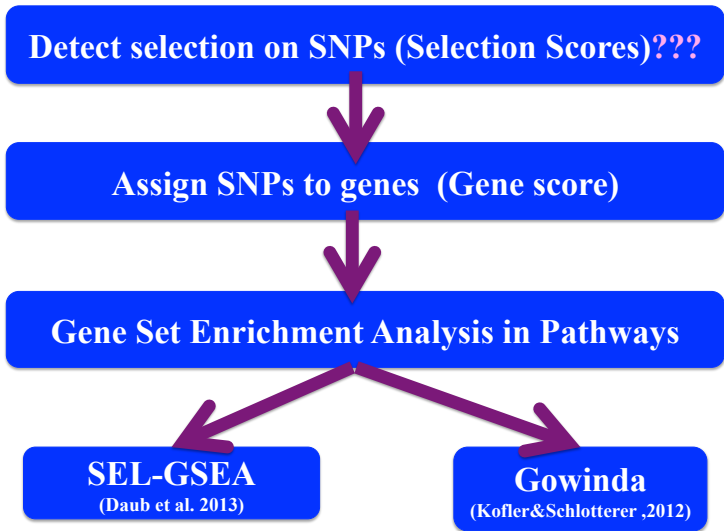 Detect selection on SNPs (Selection Scores)???
Assign SNPs to genes (Gene score)
Gene Set Enrichment Analysis in Pathways
SEL-GSEA
(Daub et al. 2013)
Gowinda
(Kofler&Schlotterer ,2012)